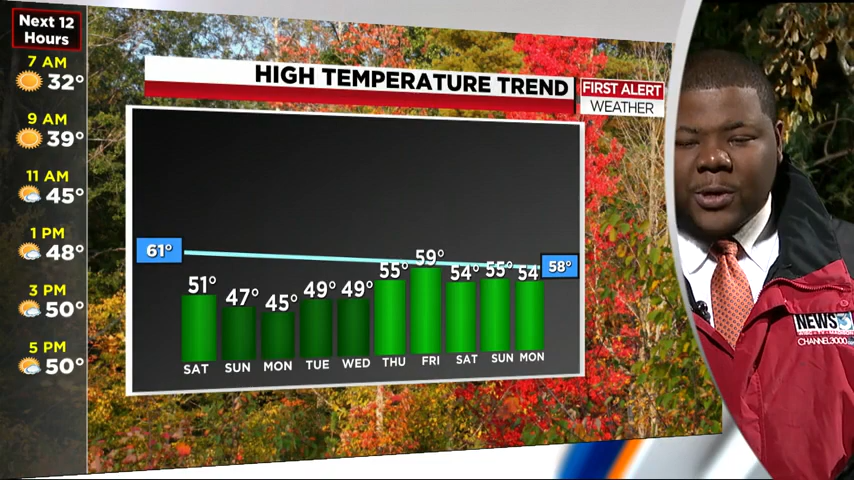 Next 12
Hours
7 AM
32°
9 AM
39°
11 AM
45°
1 PM
48°
3 PM
50°
5 PM
50°
HIGH TEMPERATURE TREND
FIRST ALERT
WEATHER
61°
58°
51° 47° 45° 49° 49° 55° 59° 54° 55° 54°
SAT SUN MON TUE WED THU FRI SAT SUN MON
NEWS 3
CHANNEL3000